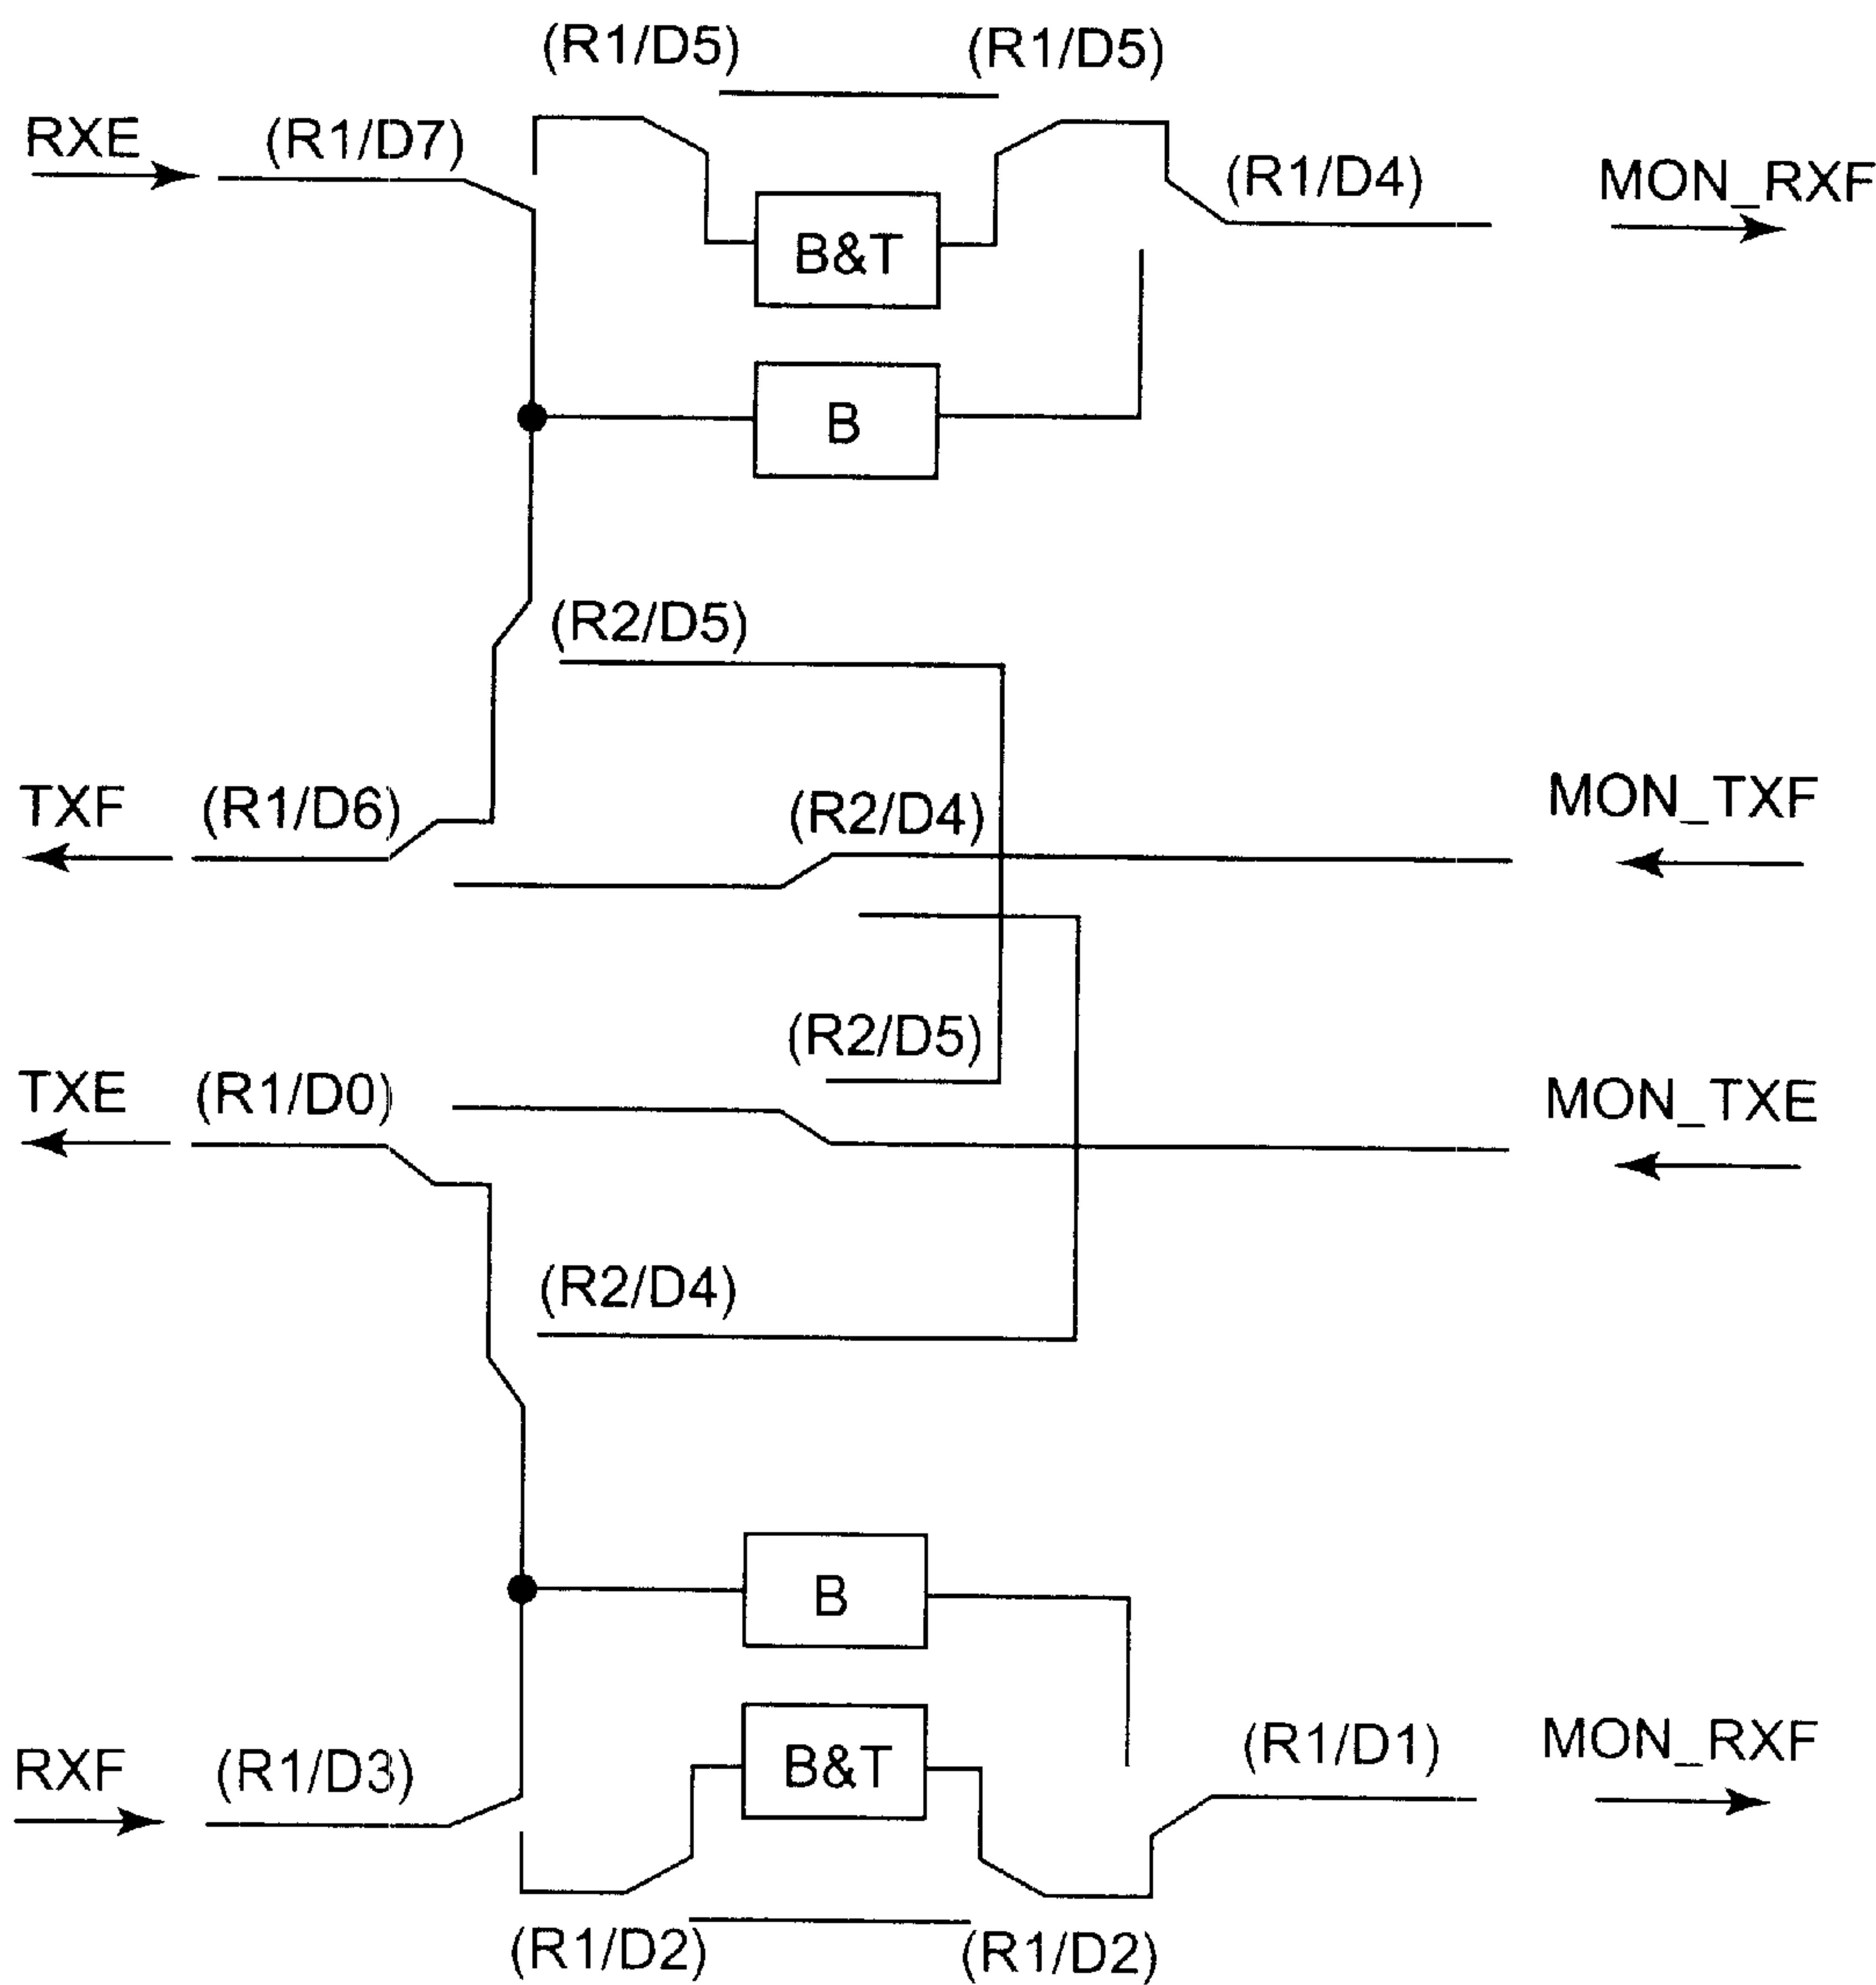 (R1/D5) (R1/D5)
RXE (R1/D7)
(R1/D4) MON_RXF
B&T
B
(R2/D5)
TXF (R1/D6) (R2/D4) MON_TXF
(R2/D5)
TXE (R1/D0) MON_TXE
(R2/D4)
B
RXF (R1/D3) B&T (R1/D1) MON_RXF
(R1/D2) (R1/D2)